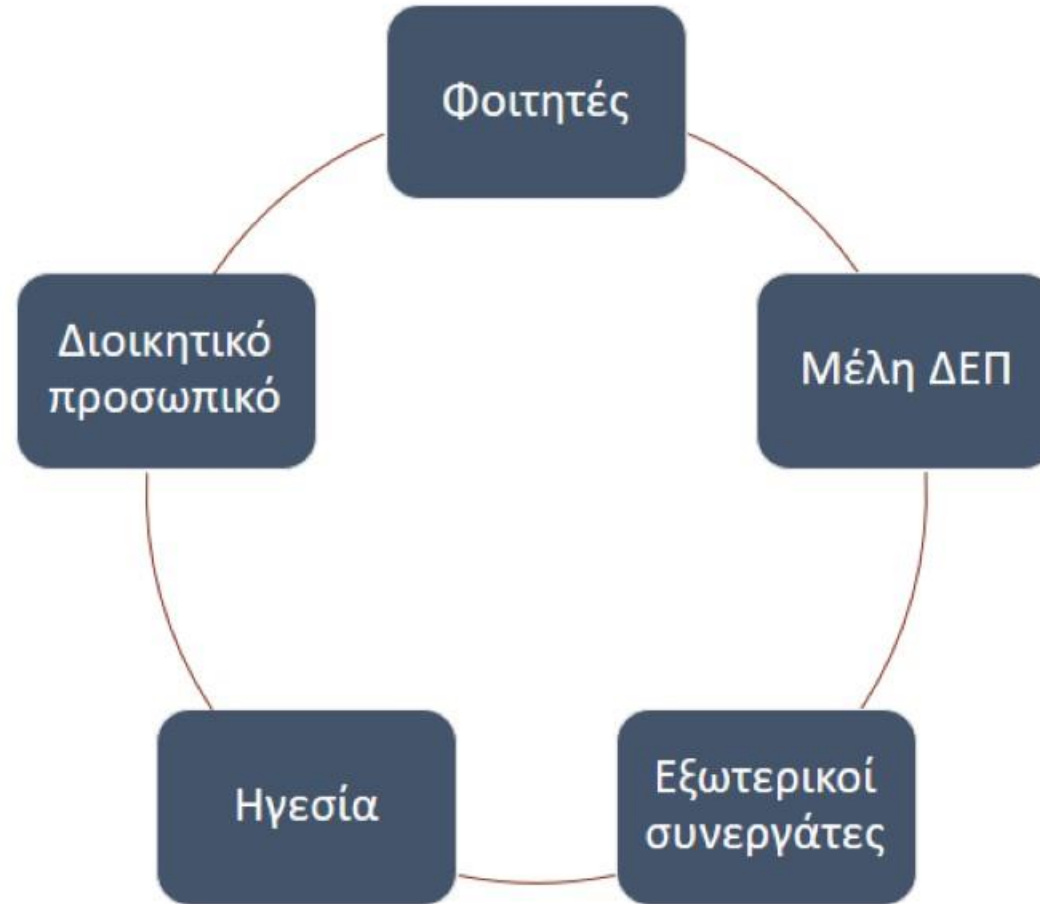 Φοιτητές
Μέλη ΔΕΠ
Εξωτερικοί
συνεργάτες
Ηγεσία
Διοικητικό
προσωπικό